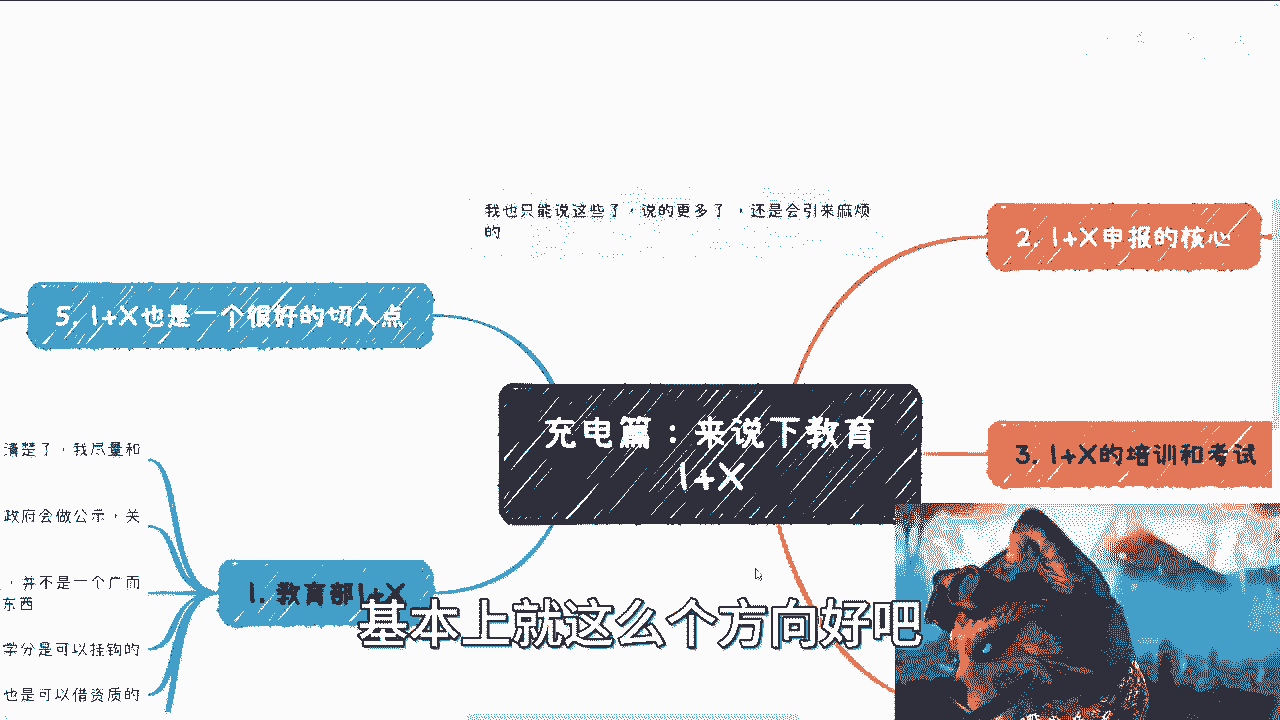 我也只能说这些了,说的更多了 ,还是会引来麻烦
的
2. 1+X申报的核心
5. 1+X也是一个很好的切入点
充电篇:来说下教育
1+X
清楚了,我尽量和
3. 1+X的培训和考试
政府会做公示,关
,并不是一个广而
东西
1. 教育部1+X
学分是可以挂钩的
也是可以借资质的
基本上就这么个方向好吧